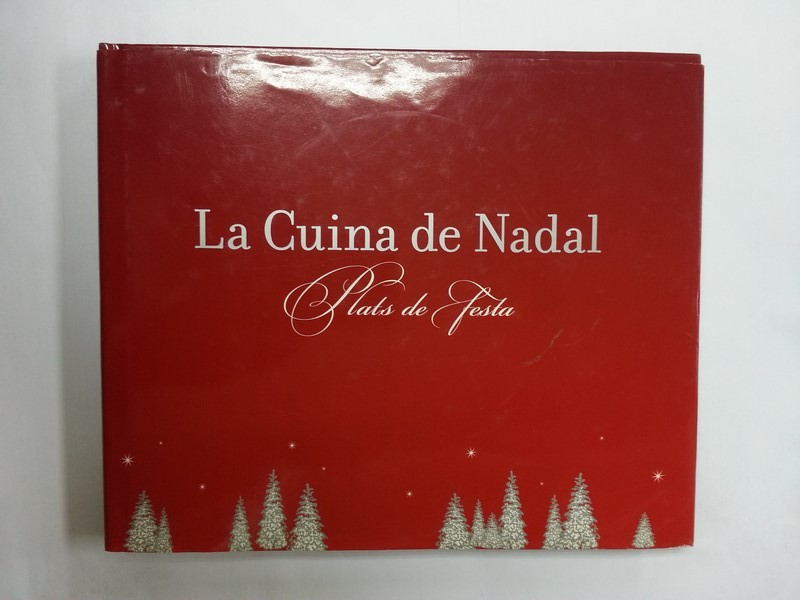 La Cuina de Nadal
Plats de festa